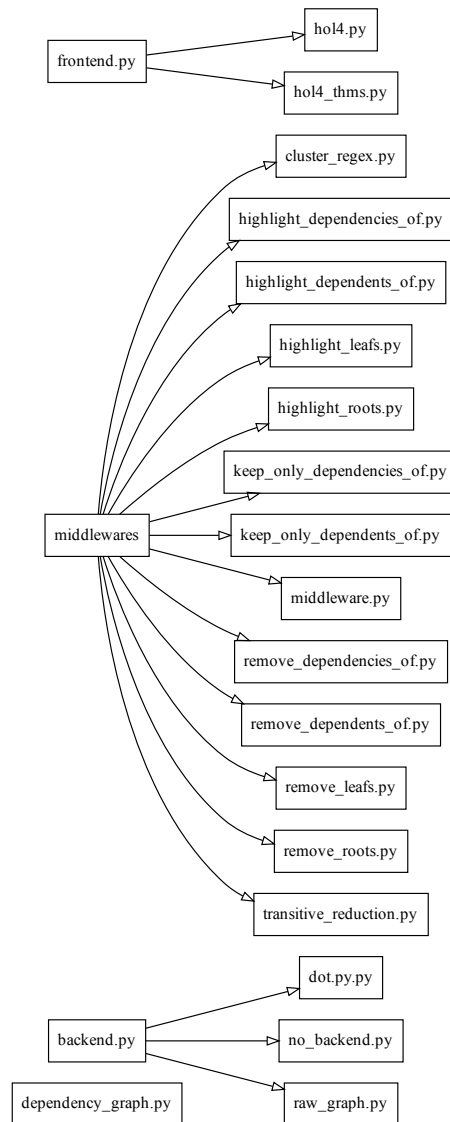 hol4.py
frontend.py
hol4_thms.py
cluster_regex.py
highlight_dependencies_of.py
highlight_dependents_of.py
highlight_leafs.py
highlight_roots.py
keep_only_dependencies_of.py
middlewares
keep_only_dependents_of.py
middleware.py
remove_dependencies_of.py
remove_dependents_of.py
remove_leafs.py
remove_roots.py
transitive_reduction.py
dot.py.py
backend.py
no_backend.py
dependency_graph.py
raw_graph.py